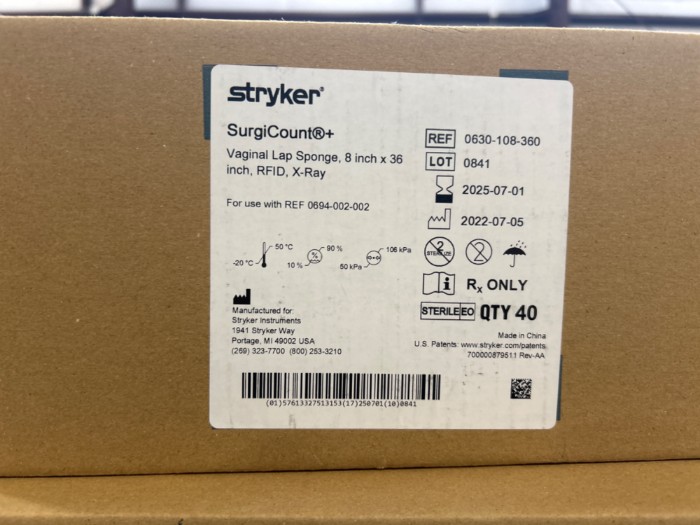 stryker®
SurgiCount®+
Vaginal Lap Sponge, 8 inch x 36
inch, RFID, X-Ray
For use with REF 0694-002-002
REF 0630-108-360
LOT 0841
2025-07-01
2022-07-05
-20 °C 50 °C
10 % % 90 %
50 kPa 106 kPa
2 STERILIZE
2
i Rx ONLY
STERILE EO QTY 40
Manufactured for:
Stryker Instruments
1941 Stryker Way
Portage, MI 49002 USA
(269) 323-7700 (800) 253-3210
Made in China
U.S. Patents: www.stryker.com/patents
700000879511 Rev-AA
(01)57613327513153(17)250701(10)0841